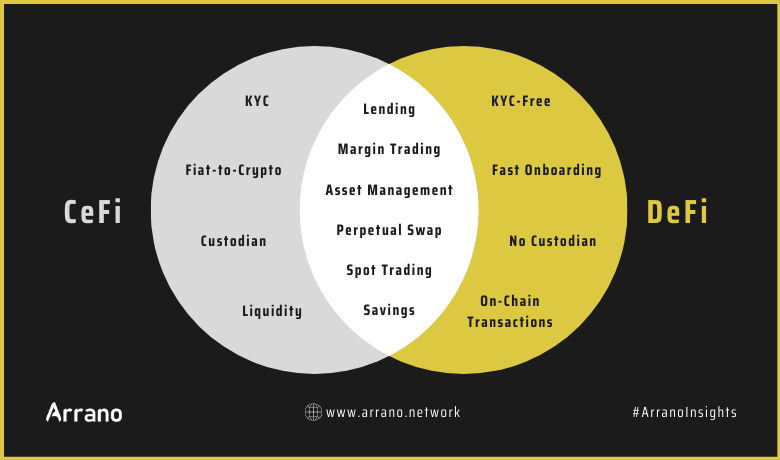 CeFi
KYC
Fiat-to-Crypto
Custodian
Liquidity
Lending
Margin Trading
Asset Management
Perpetual Swap
Spot Trading
Savings
KYC-Free
Fast Onboarding
No Custodian
On-Chain
Transactions
DeFi
Arrano
www.arrano.network
#ArranoInsights